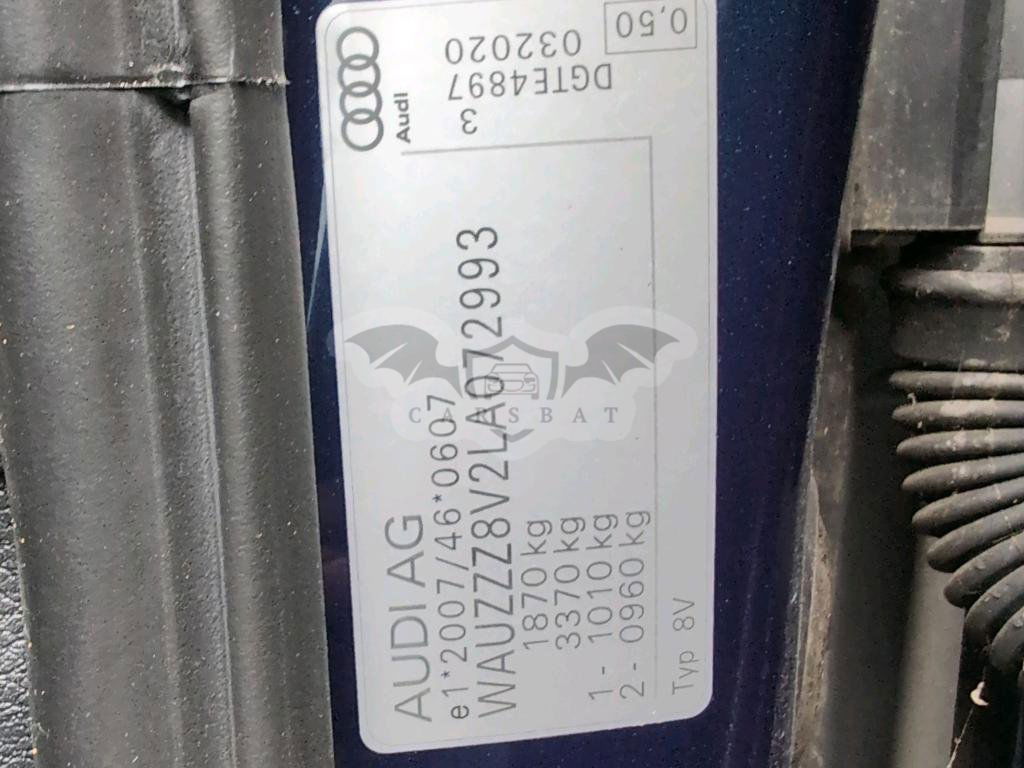 AUDI AG
e1*2007/46*0607
WAUZZZ8V2LA072993
1870 kg
3370 kg
1 - 1010 kg
2 - 0960 kg
Typ 8V
Audi
3
DGTE4897
032020
0,50
CARSBAT